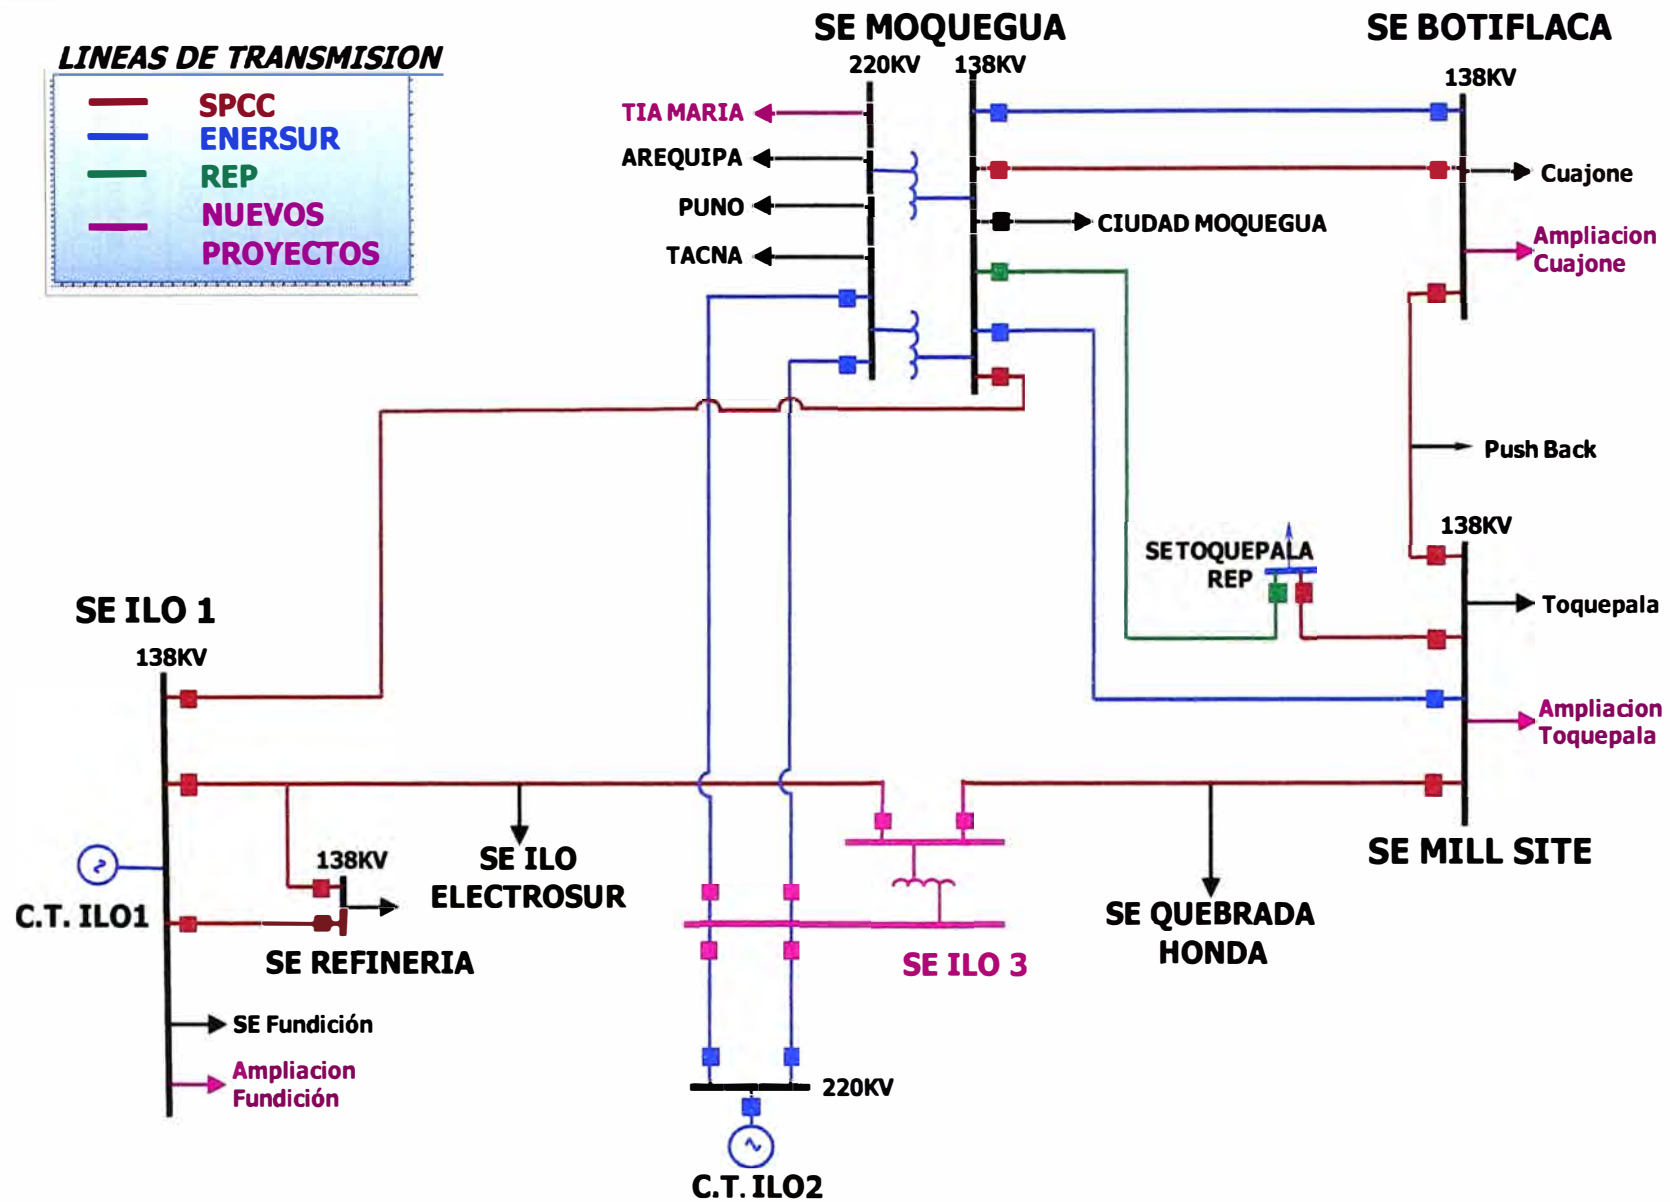 LINEAS DE TRANSMISION
SPCC
ENERSUR
REP
NUEVOS
PROYECTOS
SE MOQUEGUA
220KV
138KV
SE BOTIFLACA
138KV
TIA MARIA
AREQUIPA
PUNO
TACNA
CIUDAD MOQUEGUA
Cuajone
Ampliacion
Cuajone
Push Back
138KV
SE TOQUEPALA
REP
Toquepala
Ampliacion
Toquepala
SE MILL SITE
SE ILO 1
138KV
C.T. ILO1
138KV
SE REFINERIA
SE ILO
ELECTROSUR
SE ILO 3
SE QUEBRADA
HONDA
SE Fundición
Ampliacion
Fundición
220KV
C.T. ILO2